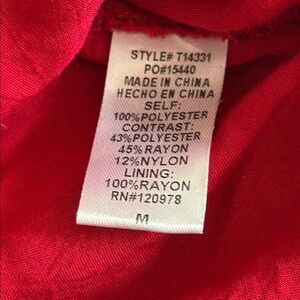 STYLE# T14331
PO#15440
MADE IN CHINA
HECHO EN CHINA
SELF:
100%POLYESTER
CONTRAST:
43%POLYESTER
45%RAYON
12%NYLON
LINING:
100%RAYON
RN#120978
M